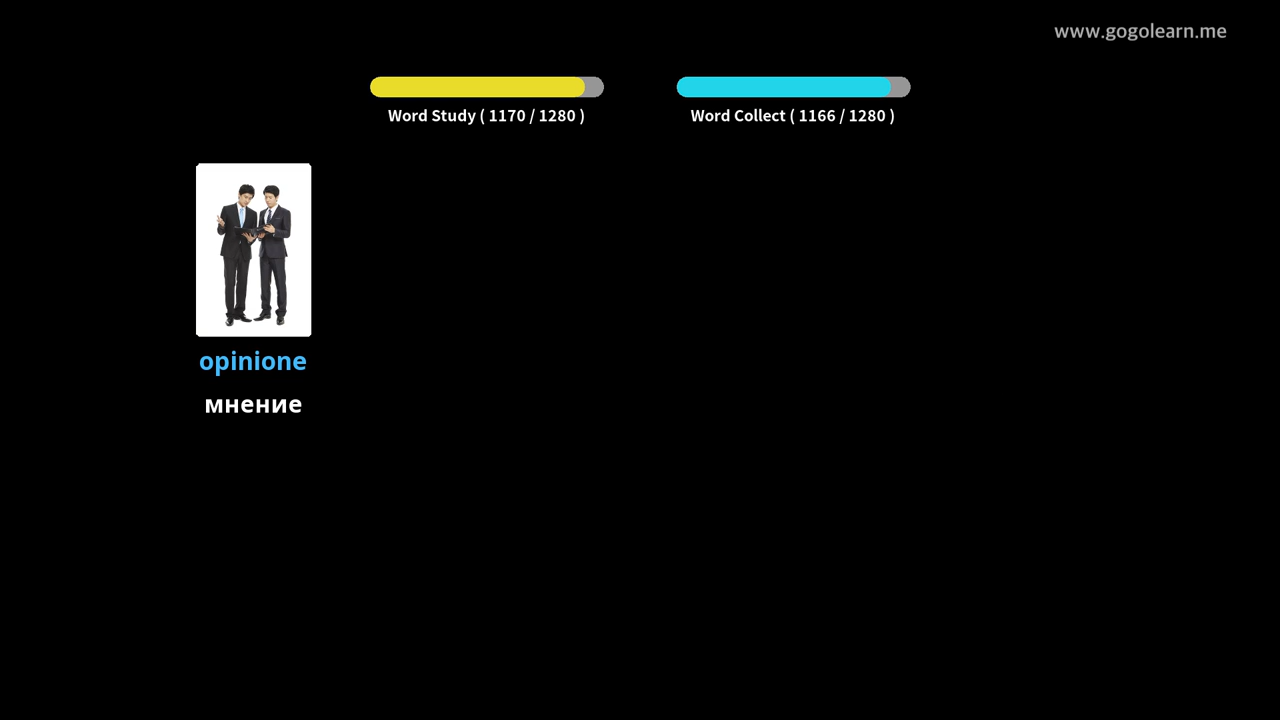 www.gogolearn.me
Word Study ( 1170 / 1280 )
Word Collect ( 1166 / 1280 )
opinione
мнение